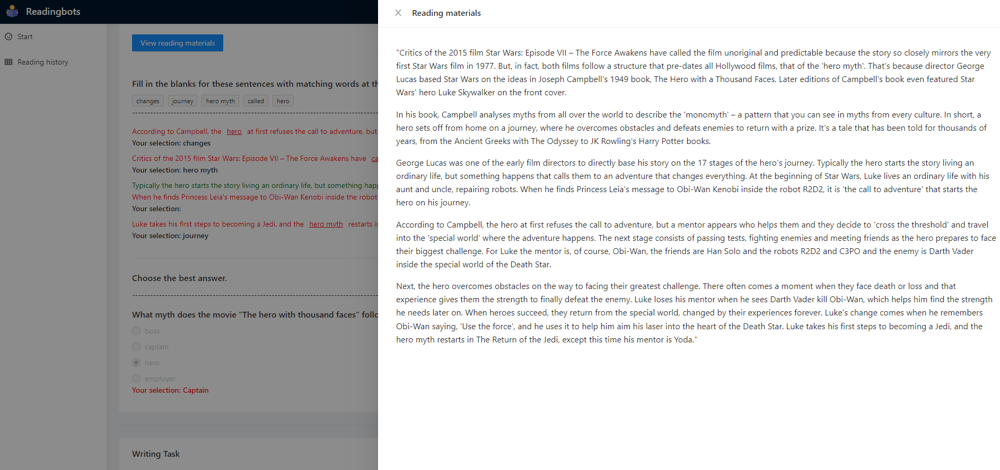 Readingbots
Start
Reading history
View reading materials
Fill in the blanks for these sentences with matching words at
changes journey hero myth called hero
According to Campbell, the hero at first refuses the call to adventure, but
Your selection: changes
Critics of the 2015 film Star Wars: Episode VII – The Force Awakens have
Your selection: hero myth
Typically the hero starts the story living an ordinary life, but something
When he finds Princess Leia's message to Obi-Wan Kenobi inside the robot
Your selection:
Luke takes his first steps to becoming a Jedi, and the hero myth restarts
Your selection: journey
Choose the best answer.
What myth does the movie "The hero with thousand faces"
boss
captain
hero
employer
Your selection: Captain
Writing Task
Reading materials
"Critics of the 2015 film Star Wars: Episode VII – The Force Awakens have called the film unoriginal and predictable because the story so closely mirrors the very
first Star Wars film in 1977. But, in fact, both films follow a structure that pre-dates all Hollywood films, that of the 'hero myth'. That's because director George
Lucas based Star Wars on the ideas in Joseph Campbell's 1949 book, The Hero with a Thousand Faces. Later editions of Campbell's book even featured Star
Wars' hero Luke Skywalker on the front cover.
In his book, Campbell analyses myths from all over the world to describe the 'monomyth' – a pattern that you can see in myths from every culture. In short, a
hero sets off from home on a journey, where he overcomes obstacles and defeats enemies to return with a prize. It's a tale that has been told for thousands of
years, from the Ancient Greeks with The Odyssey to JK Rowling's Harry Potter books.
George Lucas was one of the early film directors to directly base his story on the 17 stages of the hero's journey. Typically the hero starts the story living an
ordinary life, but something happens that calls them to an adventure that changes everything. At the beginning of Star Wars, Luke lives an ordinary life with his
aunt and uncle, repairing robots. When he finds Princess Leia's message to Obi-Wan Kenobi inside the robot R2D2, it is 'the call to adventure' that starts the
hero on his journey.
According to Campbell, the hero at first refuses the call to adventure, but a mentor appears who helps them and they decide to 'cross the threshold' and travel
into the 'special world' where the adventure happens. The next stage consists of passing tests, fighting enemies and meeting friends as the hero prepares to face
their biggest challenge. For Luke the mentor is, of course, Obi-Wan, the friends are Han Solo and the robots R2D2 and C3PO and the enemy is Darth Vader
inside the special world of the Death Star.
Next, the hero overcomes obstacles on the way to facing their greatest challenge. There often comes a moment when they face death or loss and that
experience gives them the strength to finally defeat the enemy. Luke loses his mentor when he sees Darth Vader kill Obi-Wan, which helps him find the strength
he needs later on. When heroes succeed, they return from the special world, changed by their experiences forever. Luke's change comes when he remembers
Obi-Wan saying, 'Use the force', and he uses it to help him aim his laser into the heart of the Death Star. Luke takes his first steps to becoming a Jedi, and the
hero myth restarts in The Return of the Jedi, except this time his mentor is Yoda."